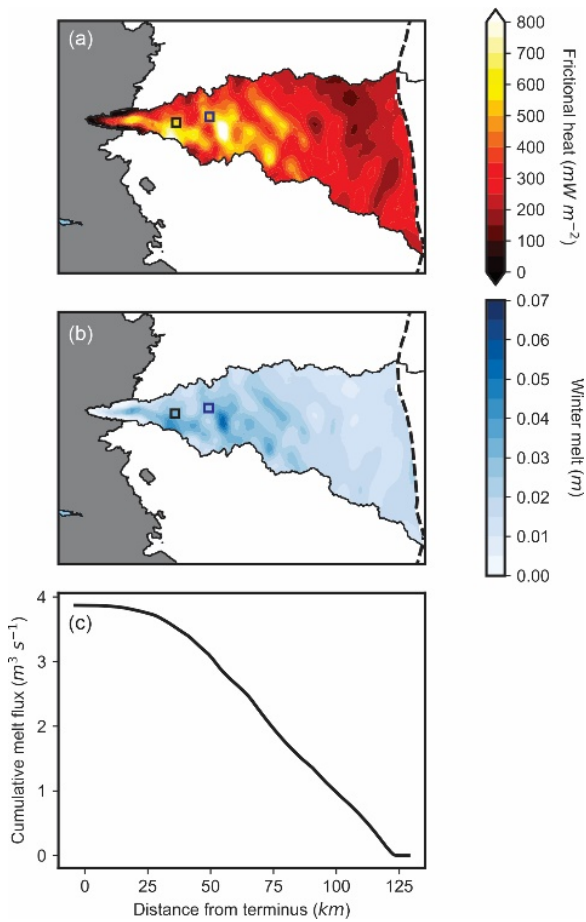 (a)
800
700
600
500
400
300
200
100
0
Frictional heat (mW m⁻²)
(b)
0.07
0.06
0.05
0.04
0.03
0.02
0.01
0.00
Winter melt (m)
(c)
4
3
2
1
0
Cumulative melt flux (m³ s⁻¹)
0 25 50 75 100 125
Distance from terminus (km)